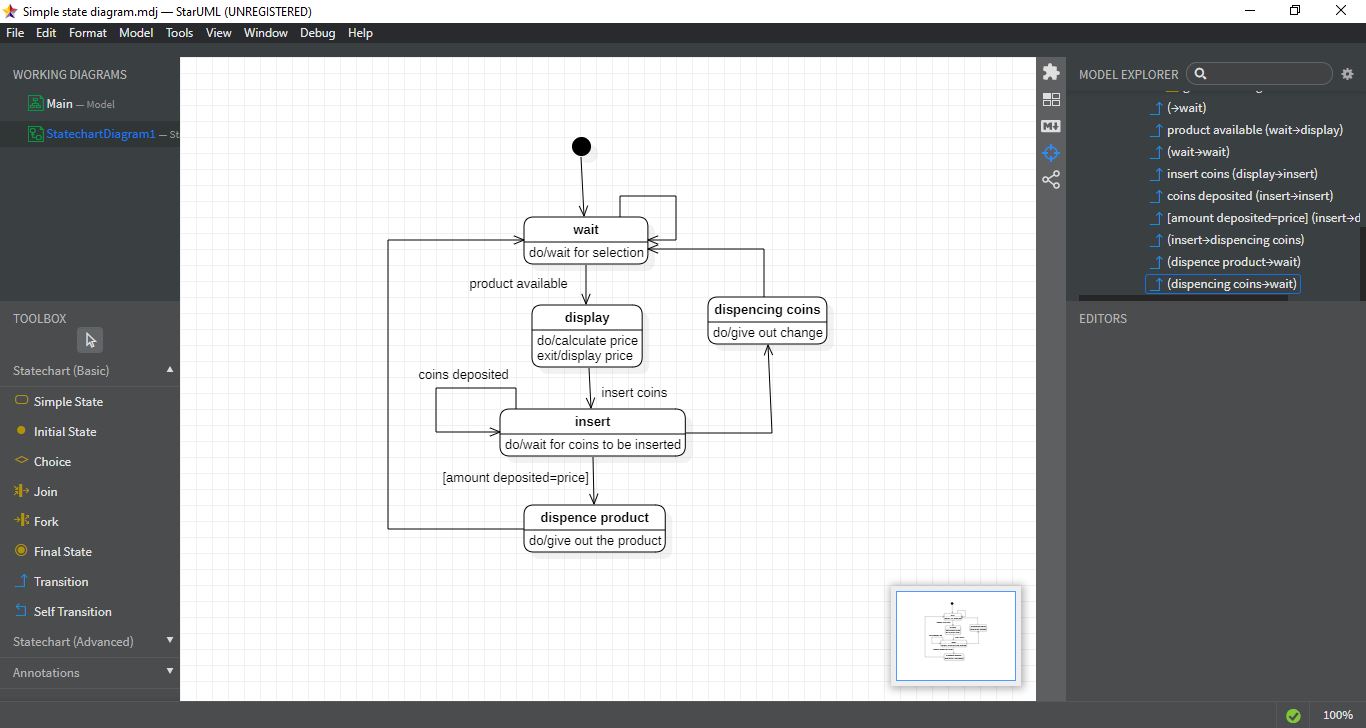 Simple state diagram.mdj — StarUML (UNREGISTERED)
File Edit Format Model Tools View Window Debug Help
WORKING DIAGRAMS
Main — Model
StatechartDiagram1 — St
TOOLBOX
Statechart (Basic)
Simple State
Initial State
Choice
Join
Fork
Final State
Transition
Self Transition
Statechart (Advanced)
Annotations
wait
do/wait for selection
product available
display
do/calculate price
exit/display price
dispencing coins
do/give out change
coins deposited
insert coins
insert
do/wait for coins to be inserted
[amount deposited=price]
dispence product
do/give out the product
MODEL EXPLORER
(→wait)
product available (wait→display)
(wait→wait)
insert coins (display→insert)
coins deposited (insert→insert)
[amount deposited=price] (insert→d
(insert→dispencing coins)
(dispence product→wait)
(dispencing coins→wait)
EDITORS
100%